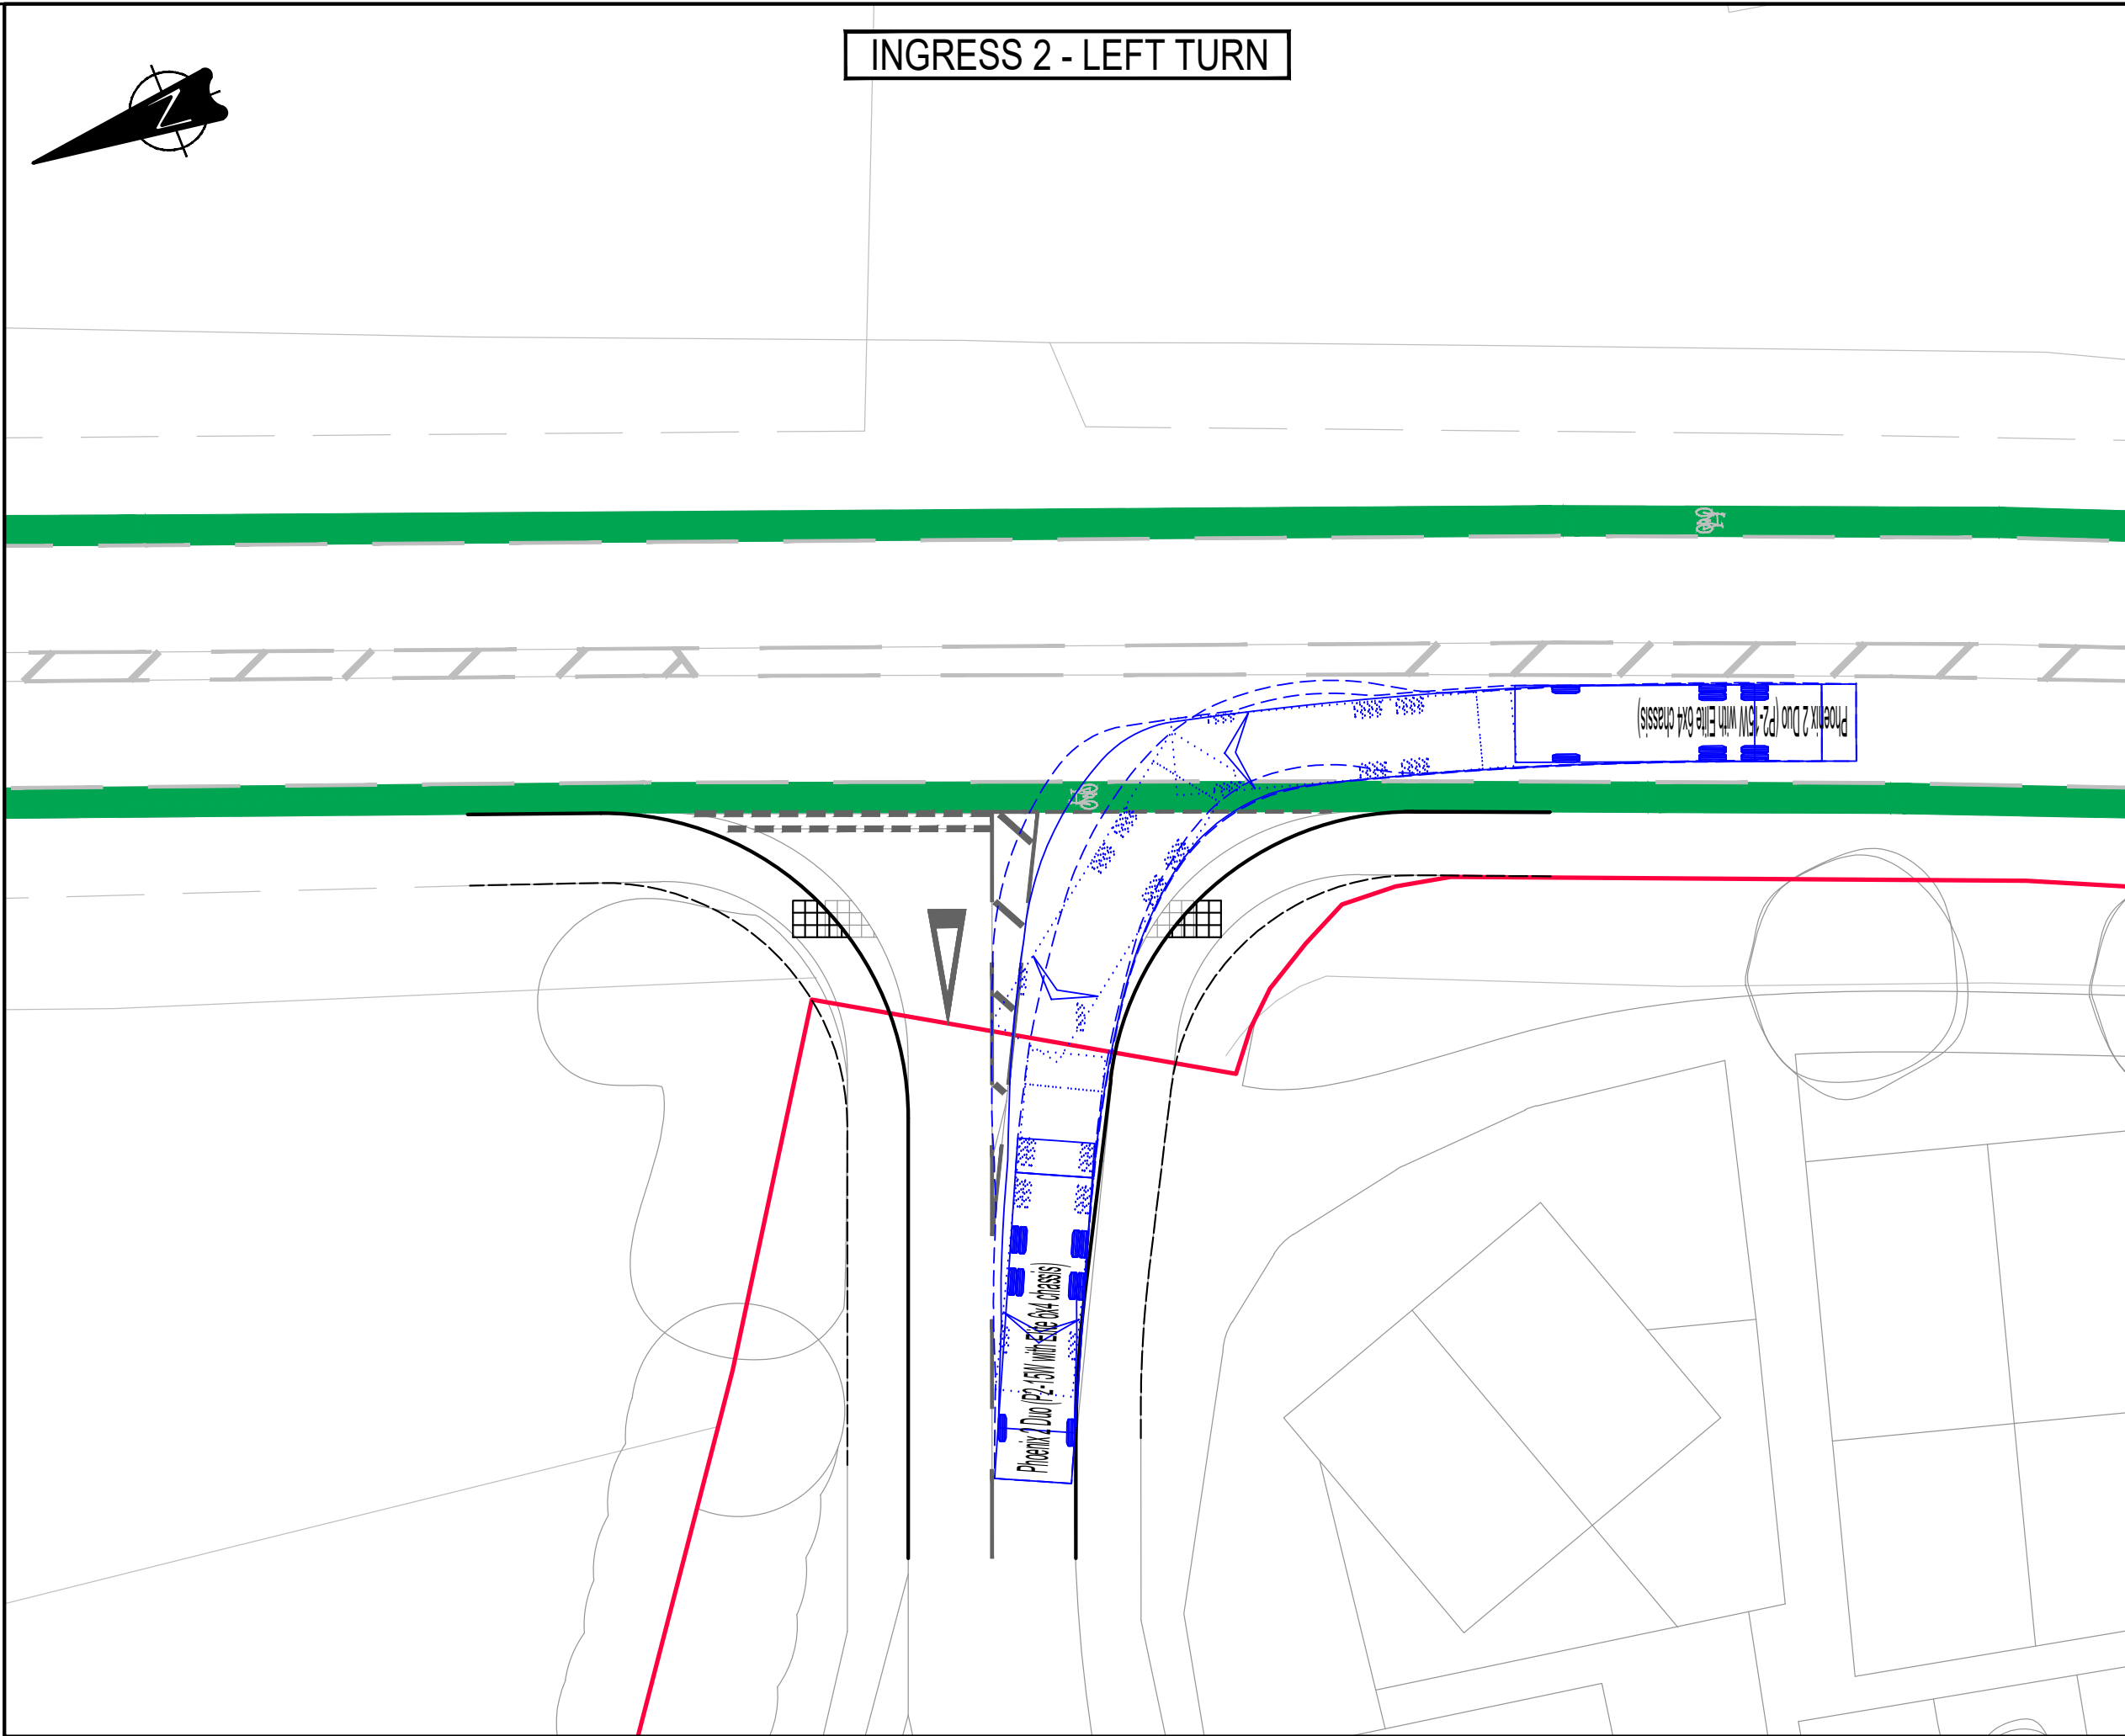 INGRESS 2 - LEFT TURN
N
Phoenix 2 Duo (P2-15W with Elite 6x4 chassis)
Phoenix 2 Duo (P2-15W with Elite 6x4 chassis)